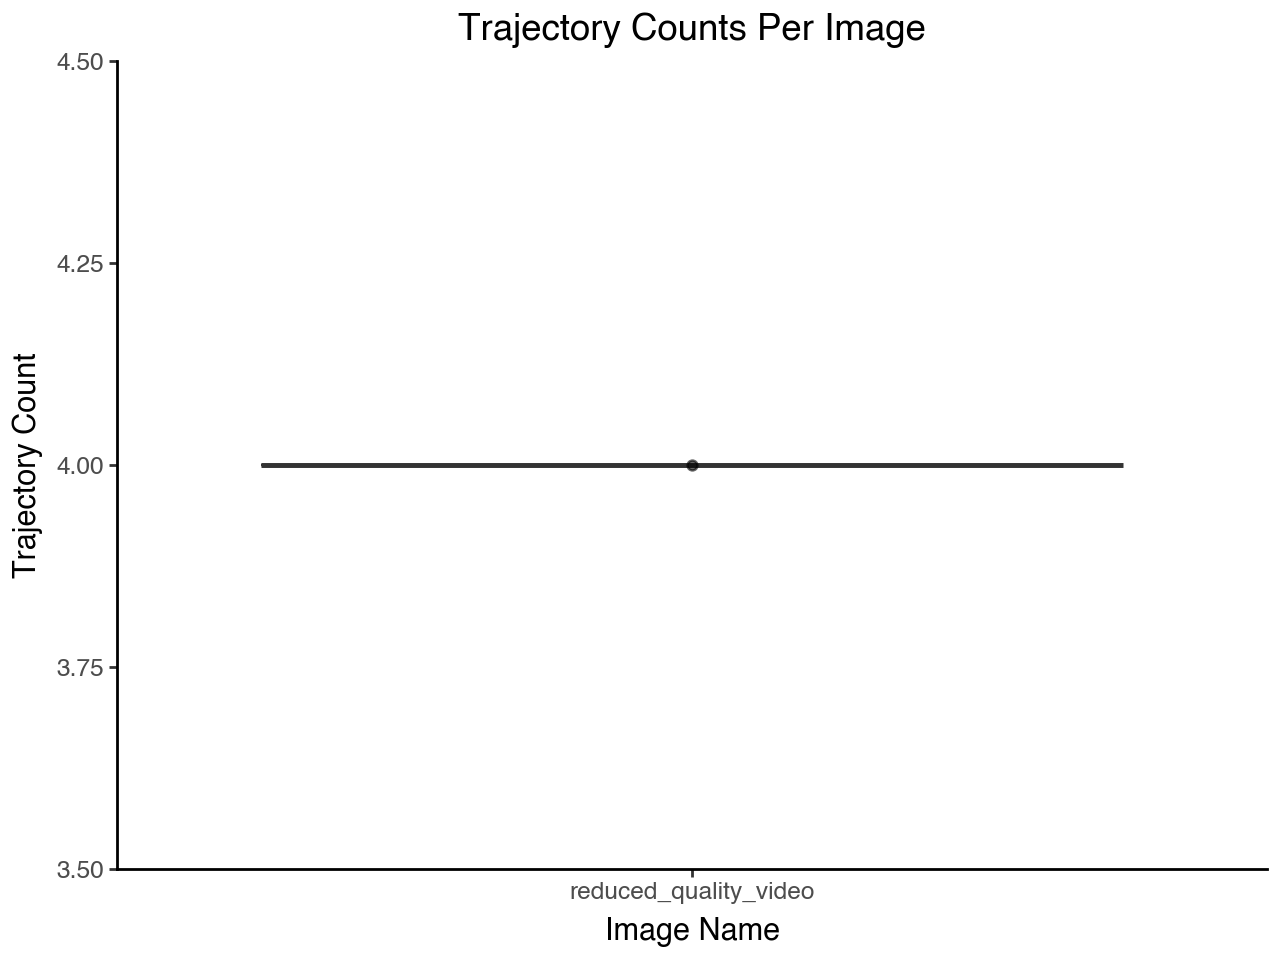 Trajectory Counts Per Image
4.50
4.25
4.00
3.75
3.50
Trajectory Count
reduced_quality_video
Image Name